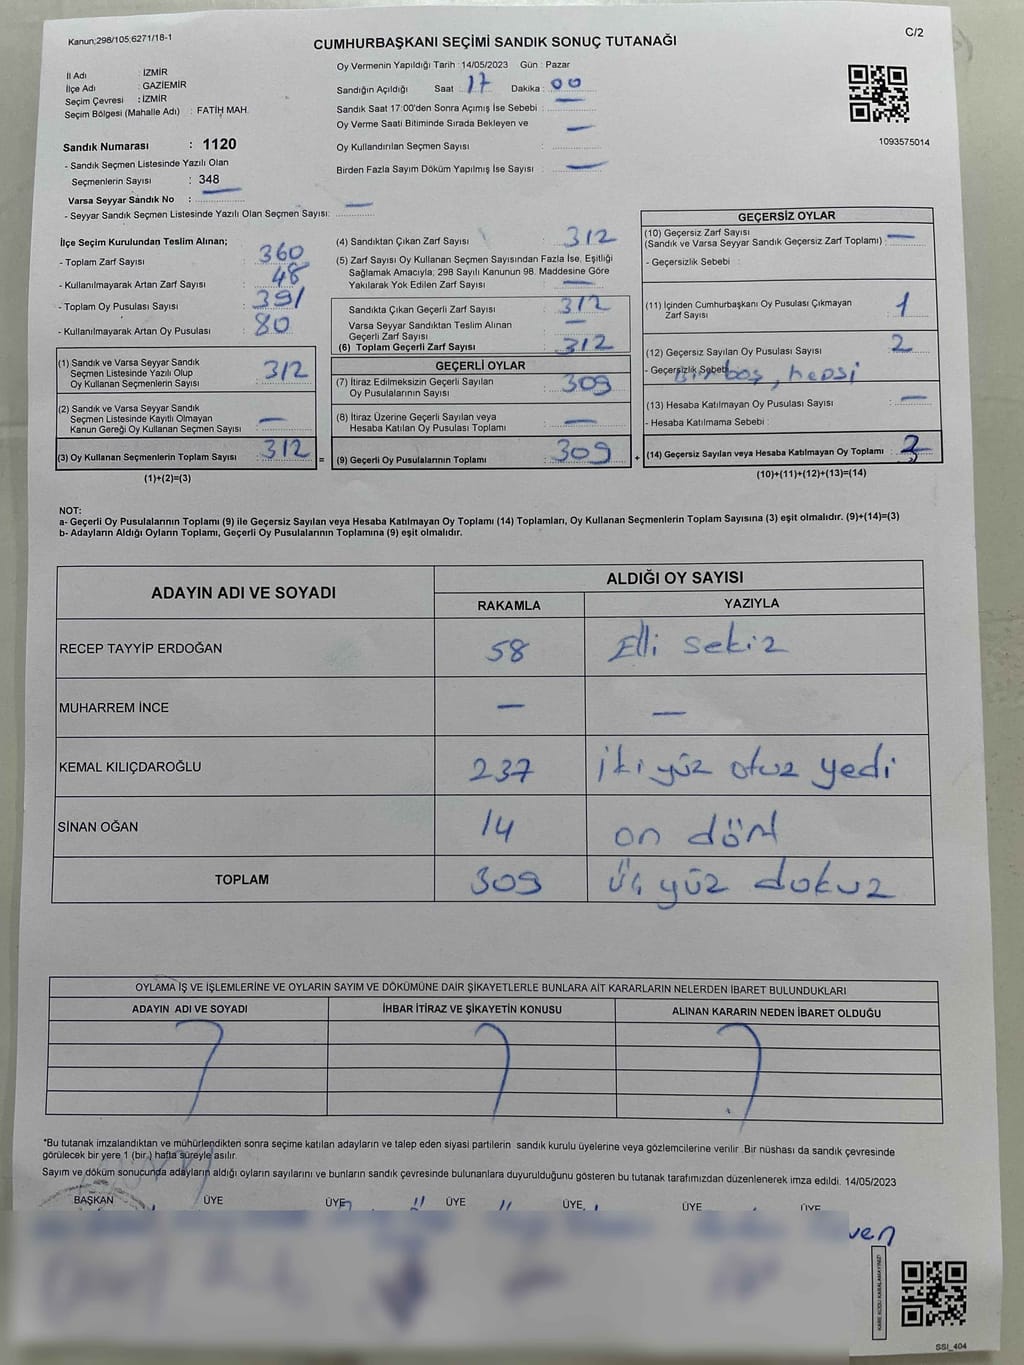 Kanun;298/105;6271/18-1
C/2
CUMHURBAŞKANI SEÇİMİ SANDIK SONUÇ TUTANAĞI
İl Adı : İZMİR
İlçe Adı : GAZİEMİR
Seçim Çevresi : İZMİR
Seçim Bölgesi (Mahalle Adı) : FATİH MAH.
Oy Vermenin Yapıldığı Tarih : 14/05/2023 Gün : Pazar
Sandığın Açıldığı Saat : 17 Dakika : 00
Sandık Saat 17:00'den Sonra Açımış İse Sebebi : —
Oy Verme Saati Bitiminde Sırada Bekleyen ve
Oy Kullandırılan Seçmen Sayısı : —
Birden Fazla Sayım Döküm Yapılmış İse Sayısı : —
1093575014
Sandık Numarası : 1120
- Sandık Seçmen Listesinde Yazılı Olan
Seçmenlerin Sayısı : 348
Varsa Seyyar Sandık No : —
- Seyyar Sandık Seçmen Listesinde Yazılı Olan Seçmen Sayısı: —
İlçe Seçim Kurulundan Teslim Alınan;
- Toplam Zarf Sayısı : 360
- Kullanılmayarak Artan Zarf Sayısı : 48
- Toplam Oy Pusulası Sayısı : 391
- Kullanılmayarak Artan Oy Pusulası : 80
(1) Sandık ve Varsa Seyyar Sandık
Seçmen Listesinde Yazılı Olup
Oy Kullanan Seçmenlerin Sayısı : 312
(2) Sandık ve Varsa Seyyar Sandık
Seçmen Listesinde Kayıtlı Olmayan
Kanun Gereği Oy Kullanan Seçmen Sayısı : —
(3) Oy Kullanan Seçmenlerin Toplam Sayısı : 312 =
(1)+(2)=(3)
(4) Sandıktan Çıkan Zarf Sayısı : 312
(5) Zarf Sayısı Oy Kullanan Seçmen Sayısından Fazla İse, Eşitliği
Sağlamak Amacıyla, 298 Sayılı Kanunun 98. Maddesine Göre
Yakılarak Yok Edilen Zarf Sayısı : —
Sandıkta Çıkan Geçerli Zarf Sayısı : 312
Varsa Seyyar Sandıktan Teslim Alınan
Geçerli Zarf Sayısı : —
(6) Toplam Geçerli Zarf Sayısı : 312
GEÇERLİ OYLAR
(7) İtiraz Edilmeksizin Geçerli Sayılan
Oy Pusulalarının Sayısı : 309
(8) İtiraz Üzerine Geçerli Sayılan veya
Hesaba Katılan Oy Pusulası Toplamı : —
(9) Geçerli Oy Pusulalarının Toplamı : 309 +
GEÇERSİZ OYLAR
(10) Geçersiz Zarf Sayısı
(Sandık ve Varsa Seyyar Sandık Geçersiz Zarf Toplamı) : —
- Geçersizlik Sebebi :
(11) İçinden Cumhurbaşkanı Oy Pusulası Çıkmayan
Zarf Sayısı : 1
(12) Geçersiz Sayılan Oy Pusulası Sayısı : 2
- Geçersizlik Sebebi Biri boş, hepsi
(13) Hesaba Katılmayan Oy Pusulası Sayısı : —
- Hesaba Katılmama Sebebi :
(14) Geçersiz Sayılan veya Hesaba Katılmayan Oy Toplamı : 3
(10)+(11)+(12)+(13)=(14)
NOT:
a- Geçerli Oy Pusulalarının Toplamı (9) ile Geçersiz Sayılan veya Hesaba Katılmayan Oy Toplamı (14) Toplamları, Oy Kullanan Seçmenlerin Toplam Sayısına (3) eşit olmalıdır. (9)+(14)=(3)
b- Adayların Aldığı Oyların Toplamı, Geçerli Oy Pusulalarının Toplamına (9) eşit olmalıdır.
ADAYIN ADI VE SOYADI ALDIĞI OY SAYISI
RAKAMLA YAZIYLA
RECEP TAYYİP ERDOĞAN 58 Elli sekiz
MUHARREM İNCE — —
KEMAL KILIÇDAROĞLU 237 iki yüz otuz yedi
SİNAN OĞAN 14 on dört
TOPLAM 309 üç yüz dokuz
OYLAMA İŞ VE İŞLEMLERİNE VE OYLARIN SAYIM VE DÖKÜMÜNE DAİR ŞİKAYETLERLE BUNLARA AİT KARARLARIN NELERDEN İBARET BULUNDUKLARI
ADAYIN ADI VE SOYADI İHBAR İTİRAZ VE ŞİKAYETİN KONUSU ALINAN KARARIN NEDEN İBARET OLDUĞU
*Bu tutanak imzalandıktan ve mühürlendikten sonra seçime katılan adayların ve talep eden siyasi partilerin sandık kurulu üyelerine veya gözlemcilerine verilir. Bir nüshası da sandık çevresinde
görülecek bir yere 1 (bir) hafta süreyle asılır.
Sayım ve döküm sonucunda adayların aldığı oyların sayılarını ve bunların sandık çevresinde bulunanlara duyurulduğunu gösteren bu tutanak tarafımızdan düzenlenerek imza edildi. 14/05/2023
BAŞKAN ÜYE ÜYE ÜYE ÜYE ÜYE ÜYE
ven
KARE KODU KARALAMAYINIZ!
SSI_404